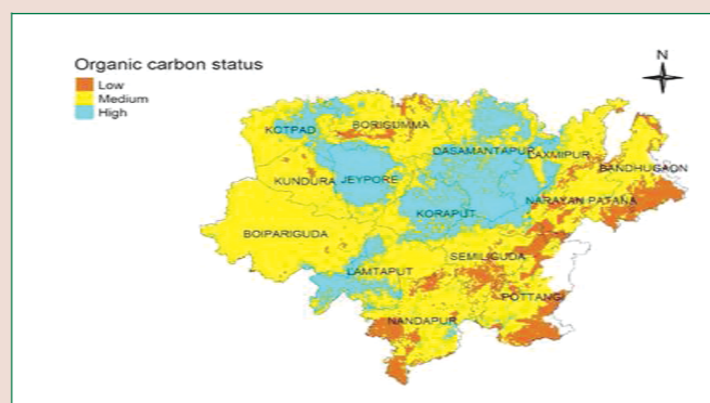 Organic carbon status
Low
Medium
High
N
KOTPAD
BORIGUMMA
DASAMANTAPUR
LAXMIPUR
BANDHUGAON
KUNDURA
JEYPORE
NARAYAN PATANA
KORAPUT
BOIPARIGUDA
SEMILIGUDA
LAMTAPUT
POTTANGI
NANDAPUR